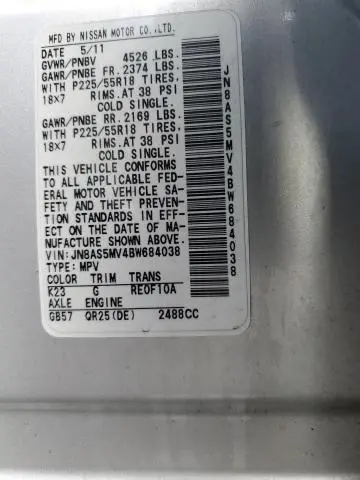 MFD BY NISSAN MOTOR CO.,LTD.
DATE 5/11
GVWR/PNBV 4526 LBS.
GAWR/PNBE FR. 2374 LBS.
WITH P225/55R18 TIRES,
18X7 RIMS.AT 38 PSI
COLD SINGLE.
GAWR/PNBE RR. 2169 LBS.
WITH P225/55R18 TIRES,
18X7 RIMS.AT 38 PSI
COLD SINGLE.
THIS VEHICLE CONFORMS
TO ALL APPLICABLE FED-
ERAL MOTOR VEHICLE SA-
FETY AND THEFT PREVEN-
TION STANDARDS IN EFF-
ECT ON THE DATE OF MA-
NUFACTURE SHOWN ABOVE.
VIN:JN8AS5MV4BW684038
TYPE:MPV
COLOR TRIM TRANS
K23 G RE0F10A
AXLE ENGINE
GB57 QR25(DE) 2488CC
JN8AS5MV4BW684038